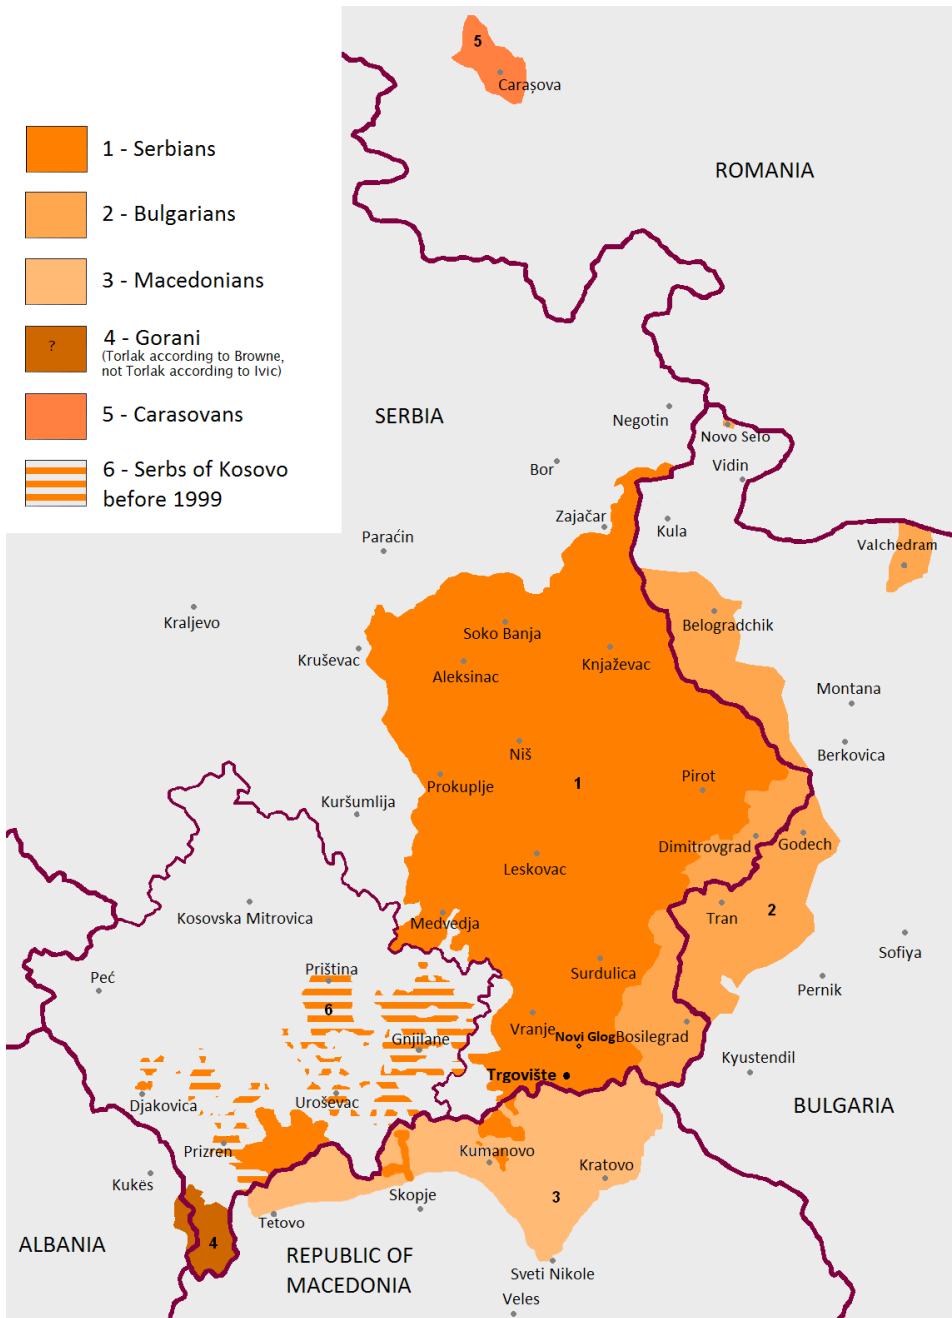 5
Carașova
ROMANIA
1 - Serbians
2 - Bulgarians
3 - Macedonians
4 - Gorani
(Torlak according to Browne,
not Torlak according to Ivic)
?
5 - Carasovans
6 - Serbs of Kosovo
before 1999
SERBIA
Negotin
Novo Selo
Bor
Vidin
Zajačar
Kula
Paraćin
Valchedram
Kraljevo
Soko Banja
Belogradchik
Kruševac
Aleksinac
Knjaževac
Montana
Niš
Berkovica
Prokuplje
1
Pirot
Kuršumlija
Leskovac
Dimitrovgrad
Godech
Kosovska Mitrovica
Medvedja
Tran
2
Sofiya
Peć
Priština
Surdulica
Pernik
6
Gnjilane
Vranje
Novi Glog
Bosilegrad
Kyustendil
Trgovište
Djakovica
Uroševac
BULGARIA
Prizren
Kumanovo
Kratovo
Kukës
Skopje
3
Tetovo
ALBANIA
4
REPUBLIC OF
MACEDONIA
Sveti Nikole
Veles